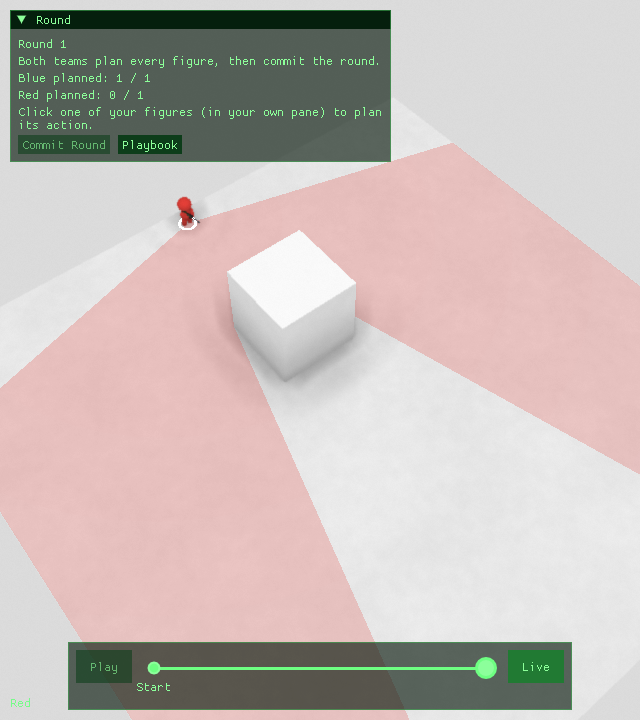 Round
Round 1
Both teams plan every figure, then commit the round.
Blue planned: 1 / 1
Red planned: 0 / 1
Click one of your figures (in your own pane) to plan
its action.
Commit Round Playbook
Play Live
Start
Red